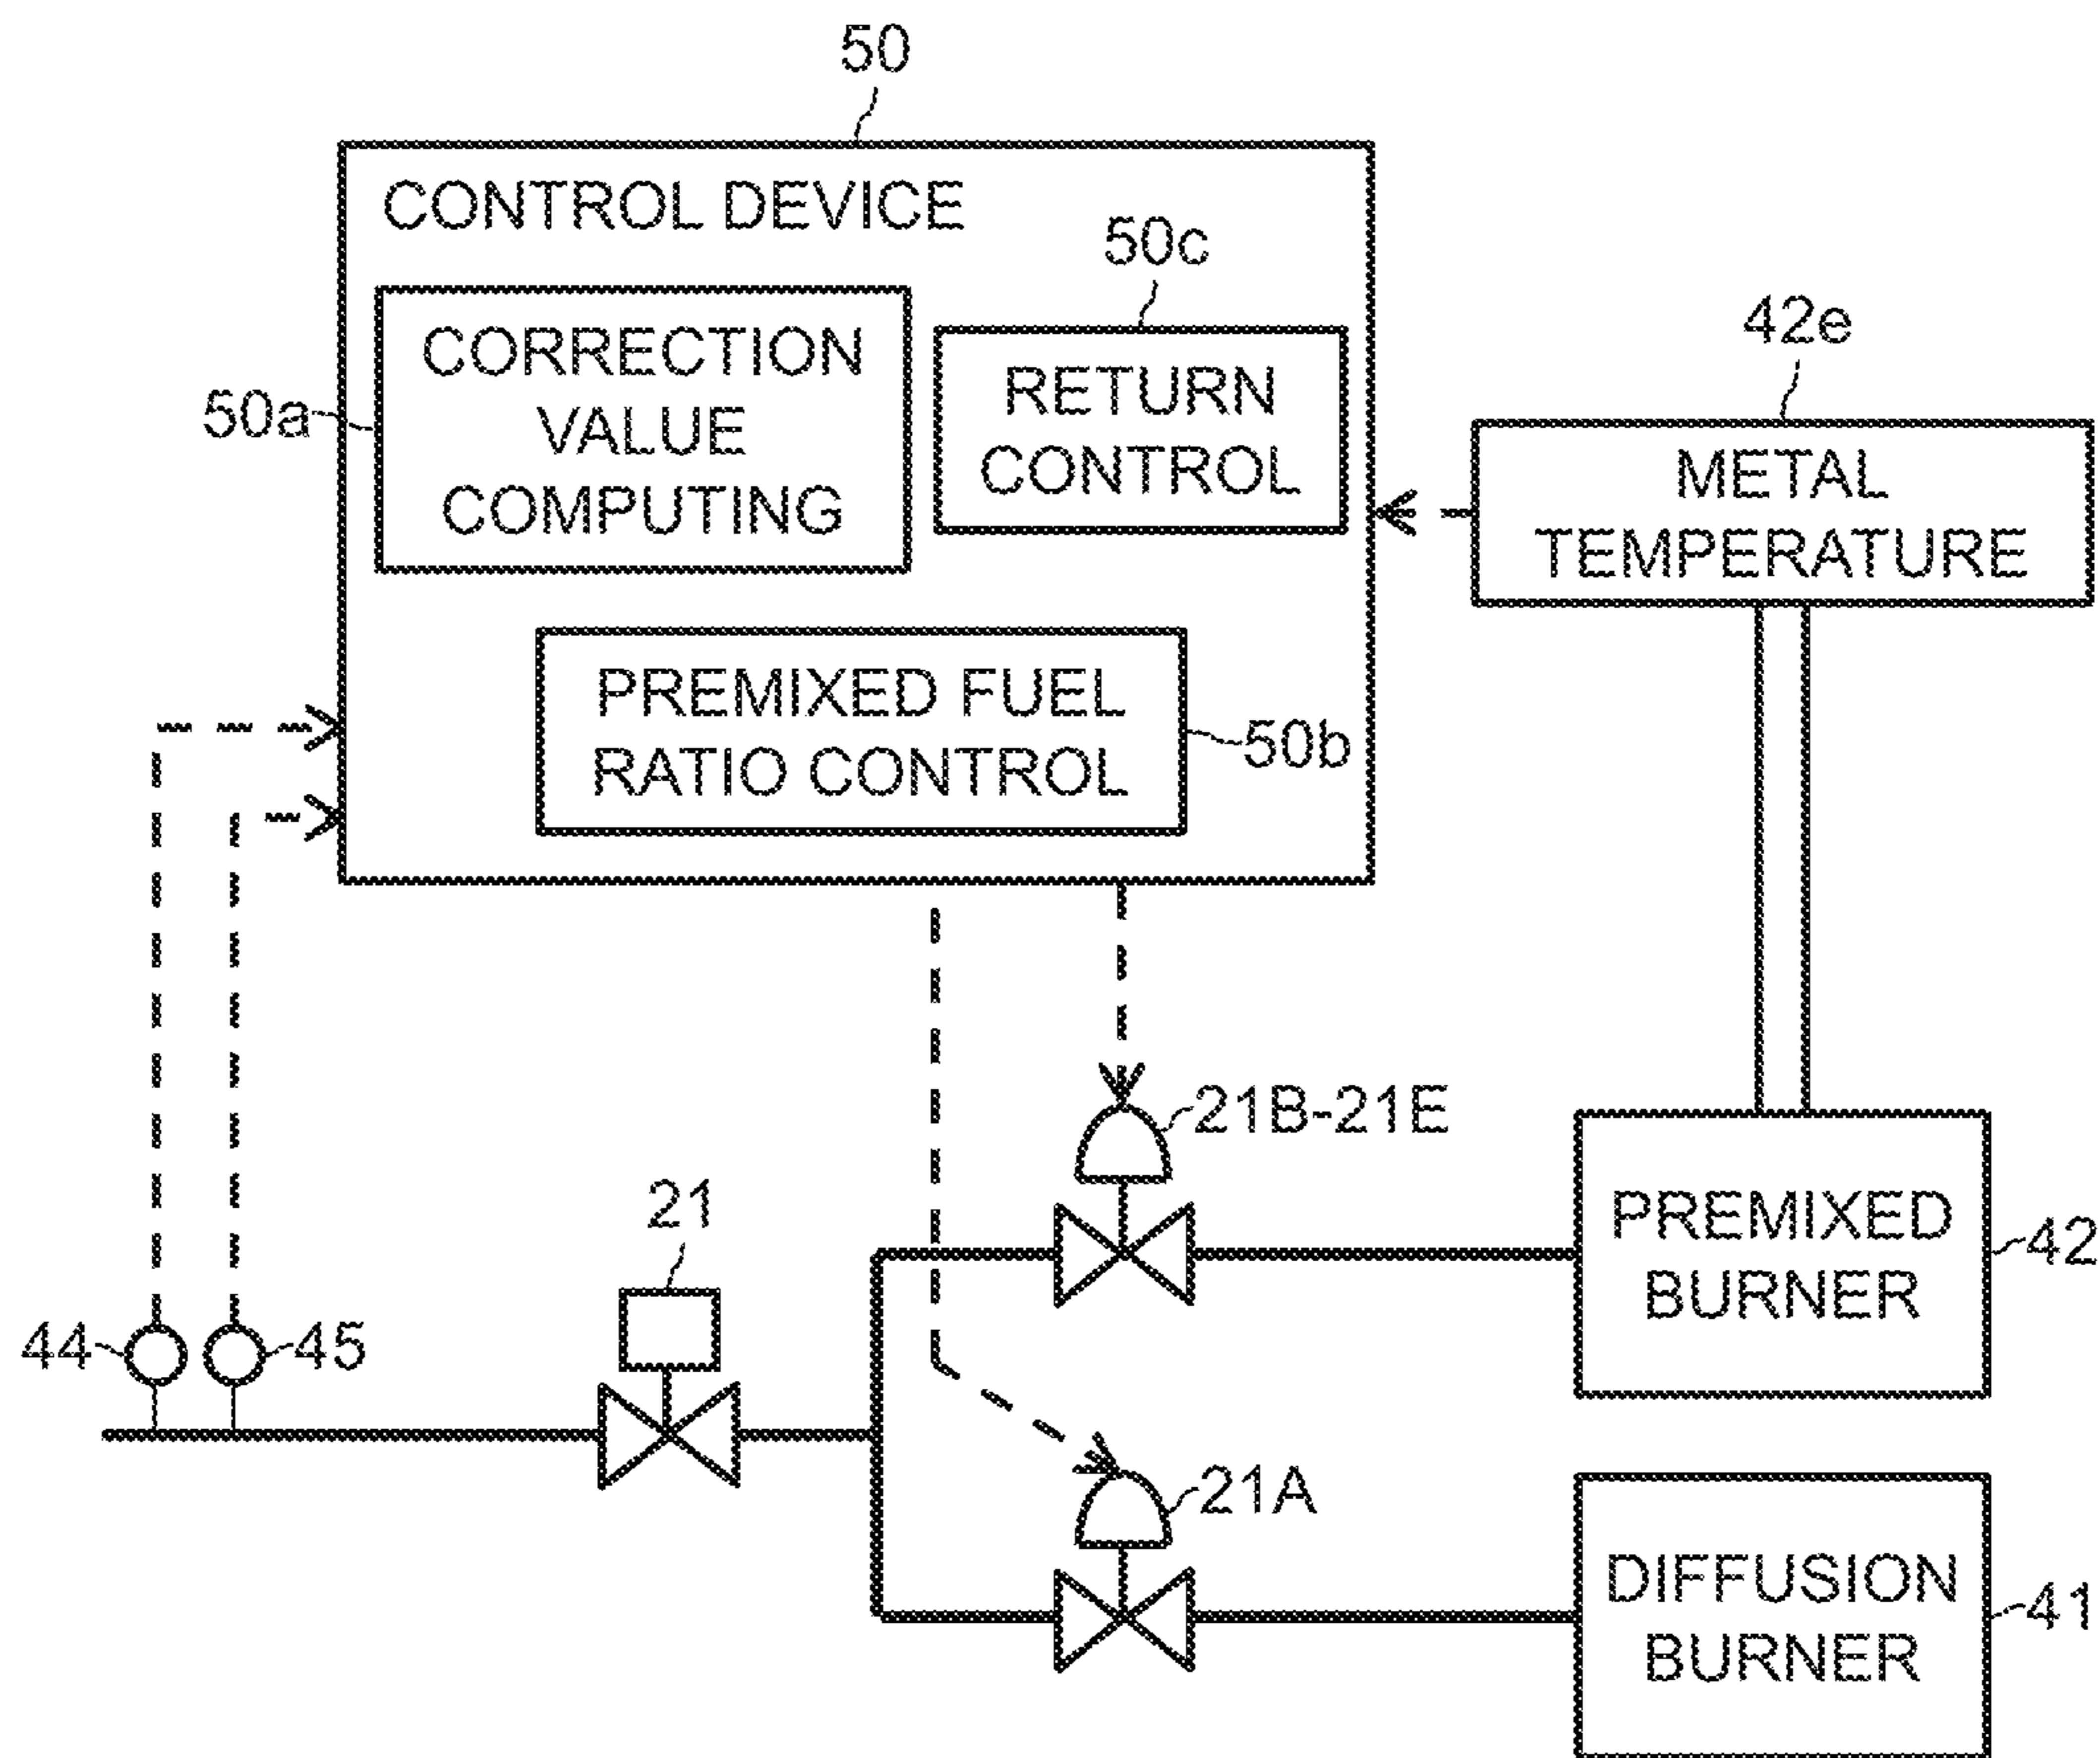 50
CONTROL DEVICE
50c
CORRECTION
VALUE
COMPUTING
50a
RETURN
CONTROL
42e
METAL
TEMPERATURE
PREMIXED FUEL
RATIO CONTROL
50b
21B-21E
21
PREMIXED
BURNER
42
44
45
21A
DIFFUSION
BURNER
41